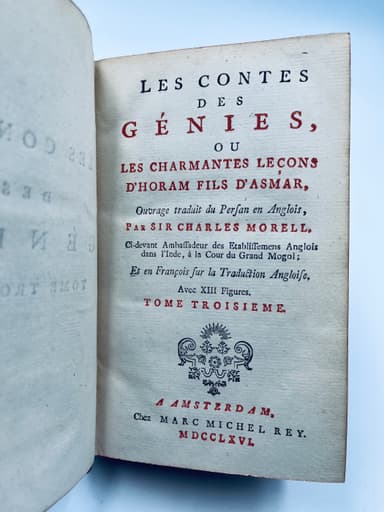 LES CONTES
DES
GÉNIES,
OU
LES CHARMANTES LEÇONS
D'HORAM FILS D'ASMAR,
Ouvrage traduit du Persan en Anglois,
PAR SIR CHARLES MORELL,
Ci-devant Ambassadeur des Etablissemens Anglois
dans l'Inde, à la Cour du Grand Mogol;
Et en François sur la Traduction Angloise.
Avec XIII Figures.
TOME TROISIEME.
A AMSTERDAM,
Chez MARC MICHEL REY.
MDCCLXVI.